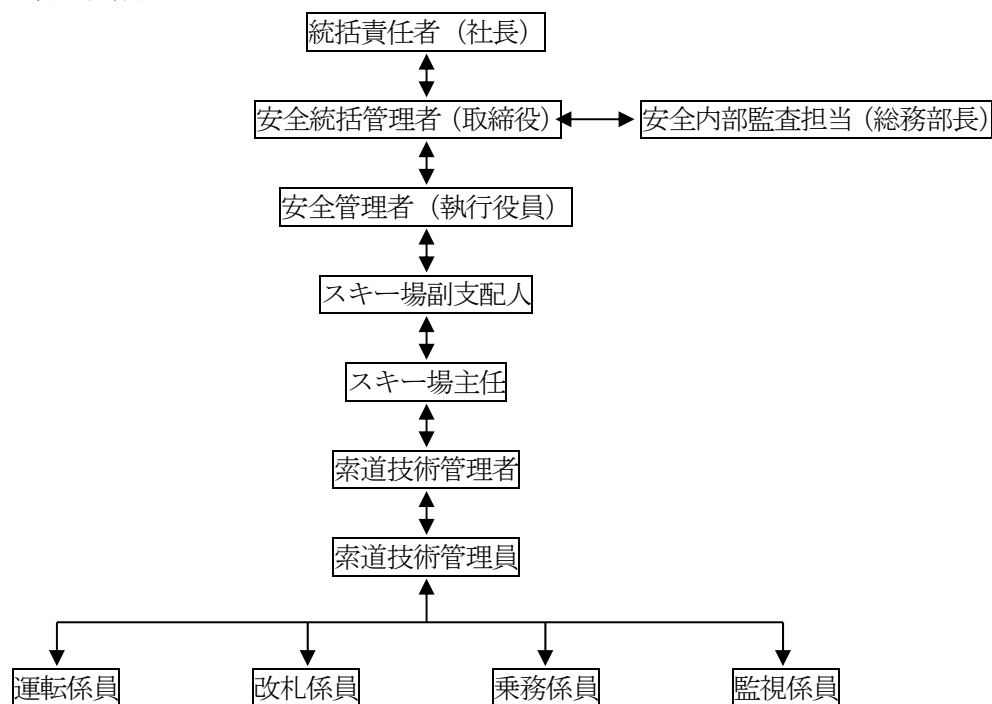 統括責任者（社長）
安全統括管理者（取締役）
安全内部監査担当（総務部長）
安全管理者（執行役員）
スキー場副支配人
スキー場主任
索道技術管理者
索道技術管理員
運転係員
改札係員
乗務係員
監視係員